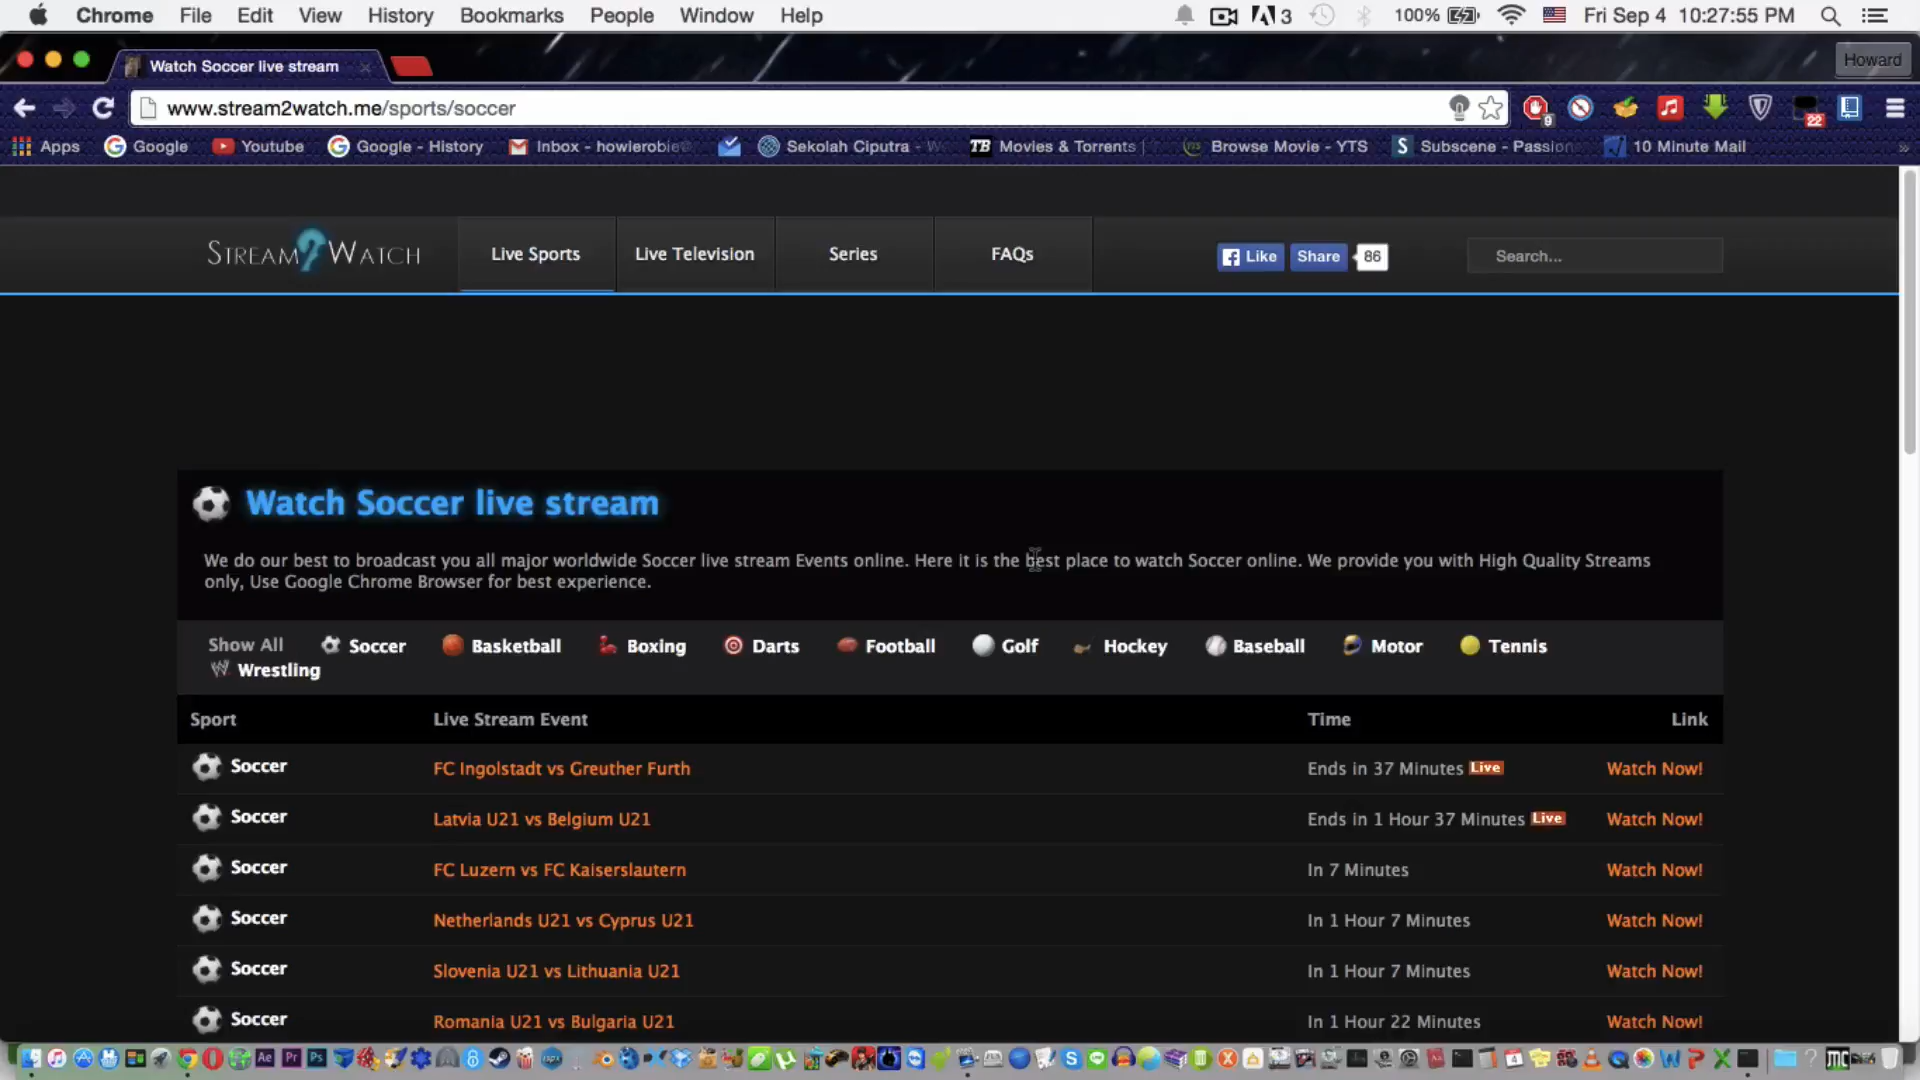 Chrome File Edit View History Bookmarks People Window Help 3 100% Fri Sep 4 10:27:55 PM
Watch Soccer live stream Howard
www.stream2watch.me/sports/soccer 9 22
Apps Google Youtube Google - History Inbox - howlerobie Sekolah Ciputra - TB Movies & Torrents | Browse Movie - YTS S Subscene - Passion 10 Minute Mail »
STREAM2WATCH Live Sports Live Television Series FAQs Like Share 86 Search...
Watch Soccer live stream
We do our best to broadcast you all major worldwide Soccer live stream Events online. Here it is the best place to watch Soccer online. We provide you with High Quality Streams
only, Use Google Chrome Browser for best experience.
Show All Soccer Basketball Boxing Darts Football Golf Hockey Baseball Motor Tennis
Wrestling
Sport Live Stream Event Time Link
Soccer FC Ingolstadt vs Greuther Furth Ends in 37 Minutes Live Watch Now!
Soccer Latvia U21 vs Belgium U21 Ends in 1 Hour 37 Minutes Live Watch Now!
Soccer FC Luzern vs FC Kaiserslautern In 7 Minutes Watch Now!
Soccer Netherlands U21 vs Cyprus U21 In 1 Hour 7 Minutes Watch Now!
Soccer Slovenia U21 vs Lithuania U21 In 1 Hour 7 Minutes Watch Now!
Soccer Romania U21 vs Bulgaria U21 In 1 Hour 22 Minutes Watch Now!
Ae Pr Ps